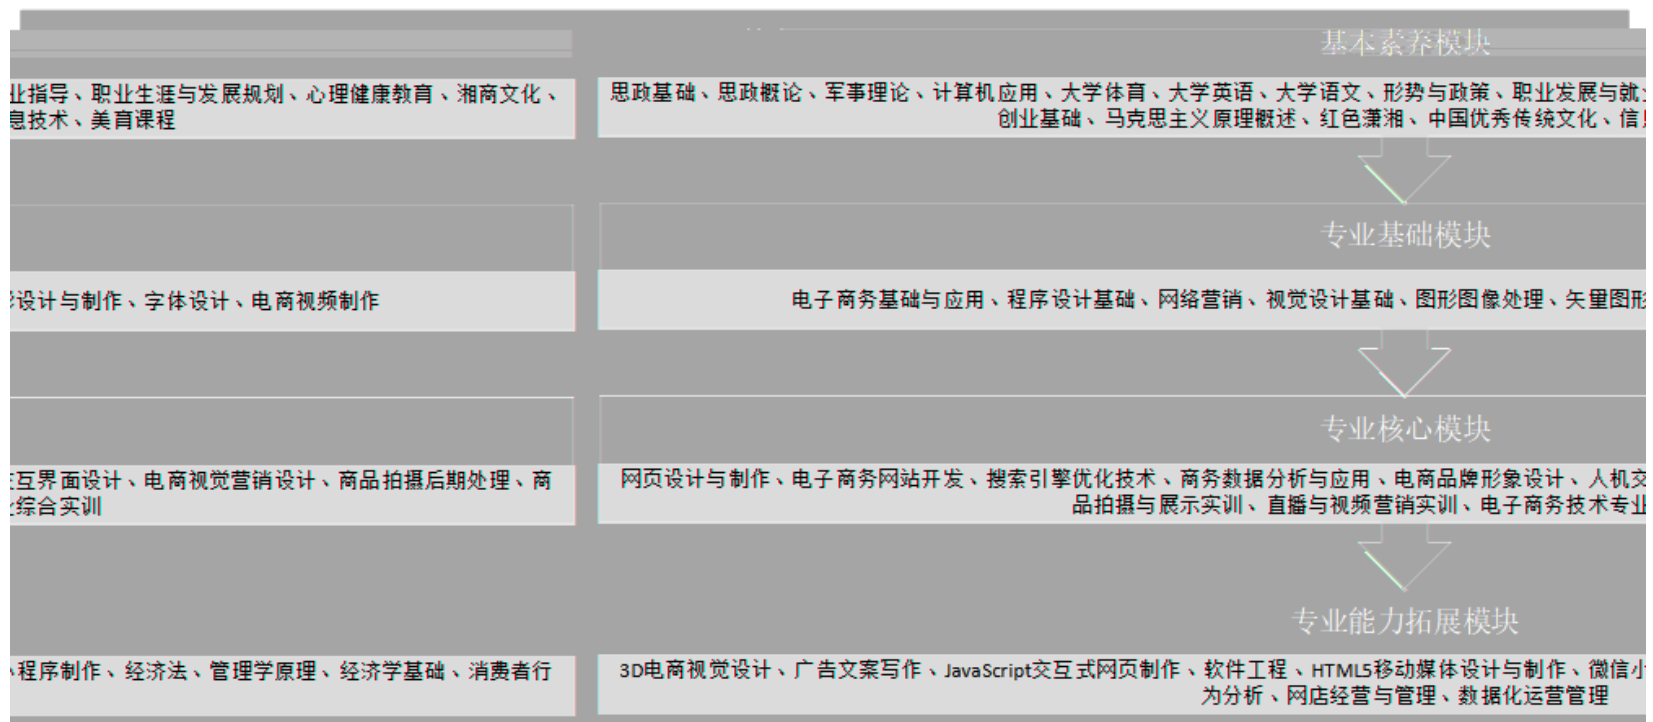 基本素养模块
业指导、职业生涯与发展规划、心理健康教育、湘商文化、
息技术、美育课程
思政基础、思政概论、军事理论、计算机应用、大学体育、大学英语、大学语文、形势与政策、职业发展与就
创业基础、马克思主义原理概述、红色潇湘、中国优秀传统文化、信
专业基础模块
设计与制作、字体设计、电商视频制作
电子商务基础与应用、程序设计基础、网络营销、视觉设计基础、图形图像处理、矢量图形
专业核心模块
互界面设计、电商视觉营销设计、商品拍摄后期处理、商
综合实训
网页设计与制作、电子商务网站开发、搜索引擎优化技术、商务数据分析与应用、电商品牌形象设计、人机交
品拍摄与展示实训、直播与视频营销实训、电子商务技术专业
专业能力拓展模块
程序制作、经济法、管理学原理、经济学基础、消费者行
3D电商视觉设计、广告文案写作、JavaScript交互式网页制作、软件工程、HTML5移动媒体设计与制作、微信小
为分析、网店经营与管理、数据化运营管理